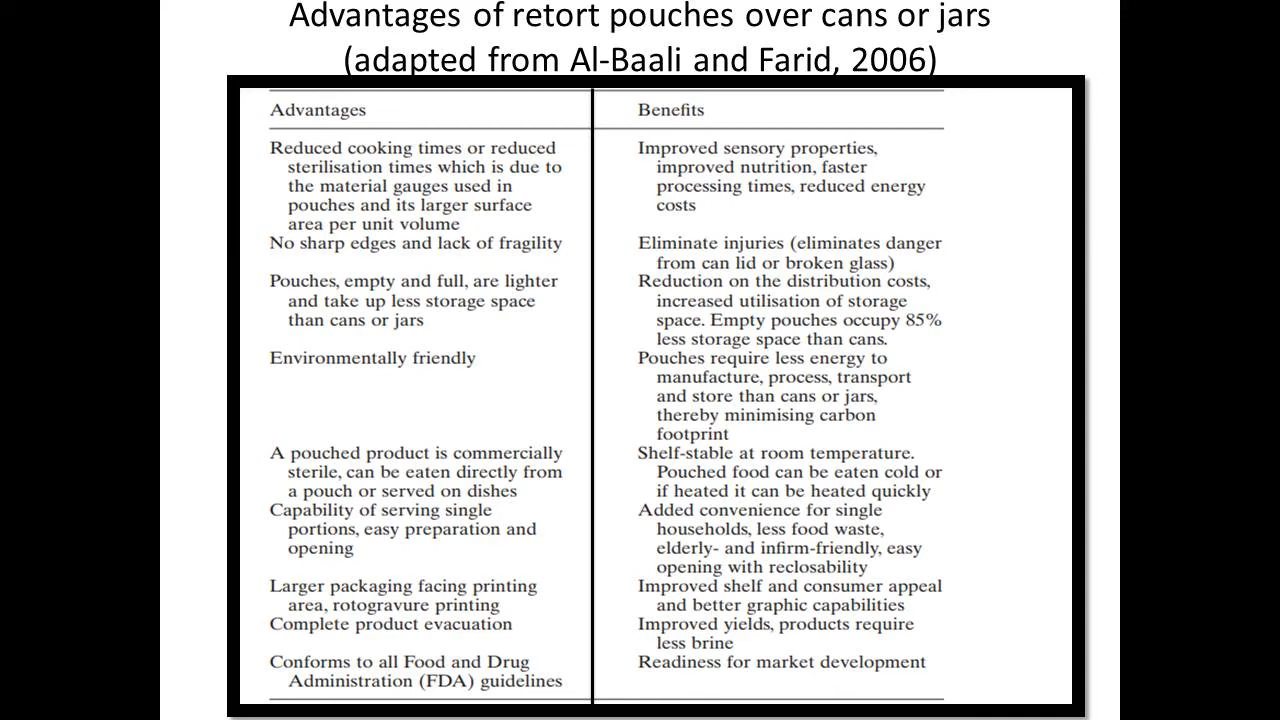 Advantages of retort pouches over cans or jars
(adapted from Al-Baali and Farid, 2006)
Advantages
Benefits
Reduced cooking times or reduced
sterilisation times which is due to
the material gauges used in
pouches and its larger surface
area per unit volume
Improved sensory properties,
improved nutrition, faster
processing times, reduced energy
costs
No sharp edges and lack of fragility
Eliminate injuries (eliminates danger
from can lid or broken glass)
Pouches, empty and full, are lighter
and take up less storage space
than cans or jars
Reduction on the distribution costs,
increased utilisation of storage
space. Empty pouches occupy 85%
less storage space than cans.
Environmentally friendly
Pouches require less energy to
manufacture, process, transport
and store than cans or jars,
thereby minimising carbon
footprint
A pouched product is commercially
sterile, can be eaten directly from
a pouch or served on dishes
Shelf-stable at room temperature.
Pouched food can be eaten cold or
if heated it can be heated quickly
Capability of serving single
portions, easy preparation and
opening
Added convenience for single
households, less food waste,
elderly- and infirm-friendly, easy
opening with reclosability
Larger packaging facing printing
area, rotogravure printing
Improved shelf and consumer appeal
and better graphic capabilities
Complete product evacuation
Improved yields, products require
less brine
Conforms to all Food and Drug
Administration (FDA) guidelines
Readiness for market development